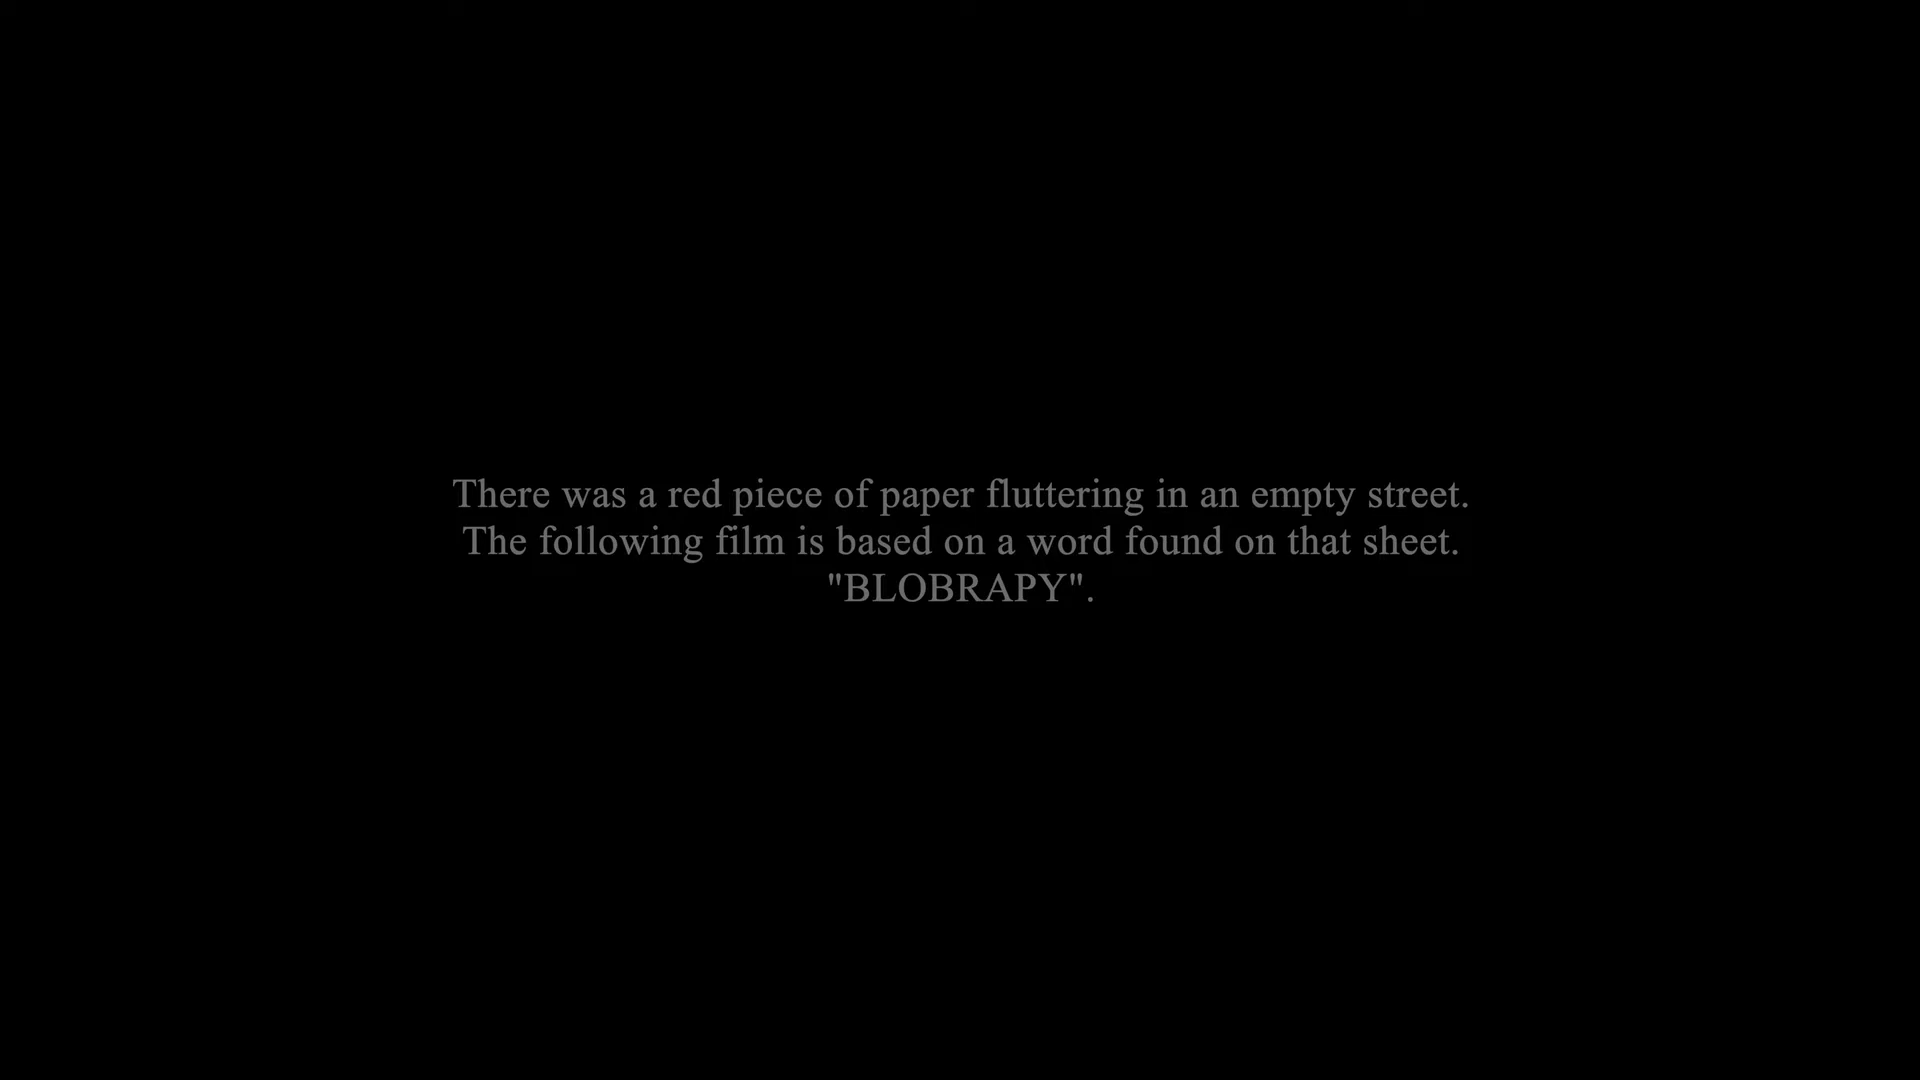 There was a red piece of paper fluttering in an empty street.
The following film is based on a word found on that sheet.
"BLOBRAPY".